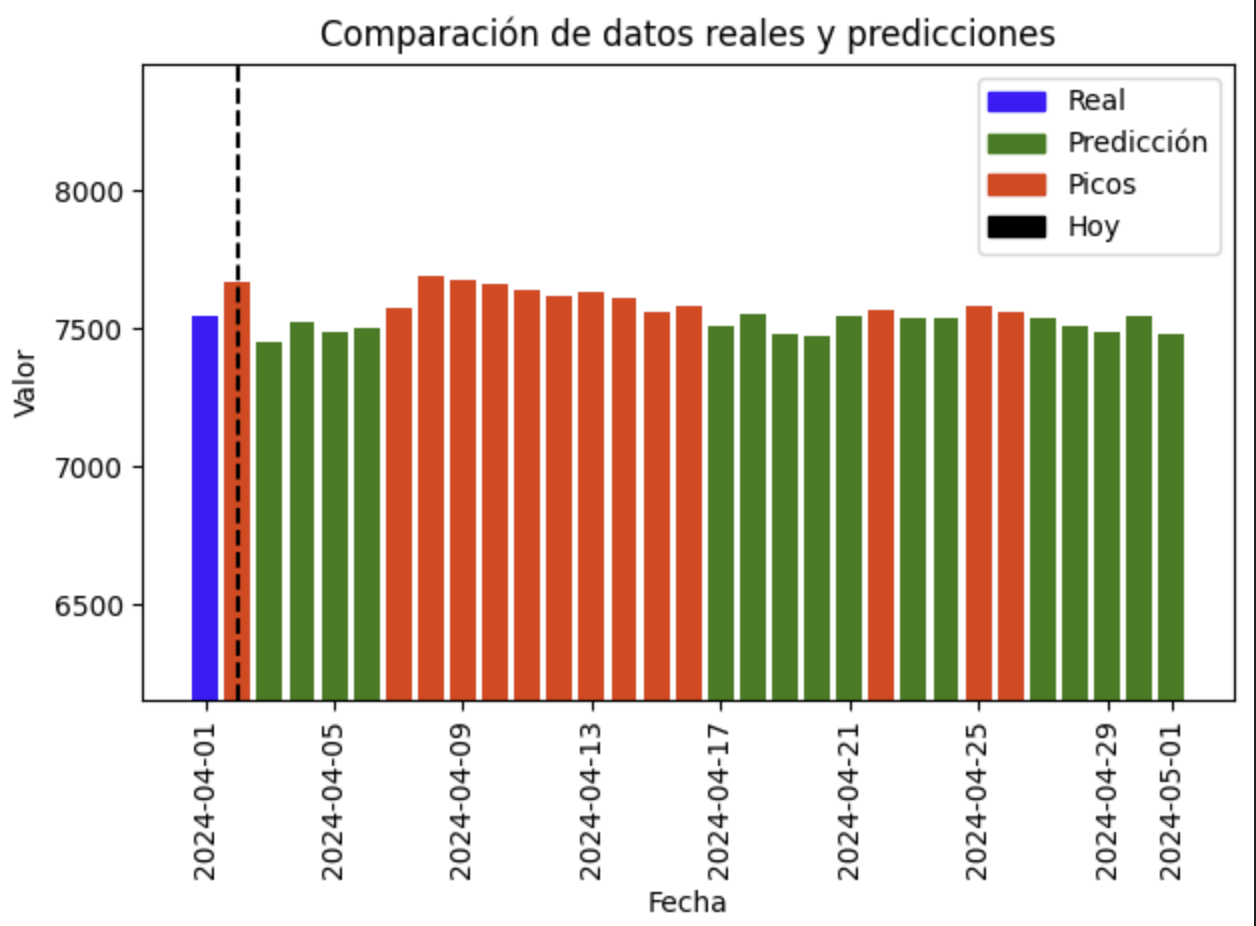 Comparación de datos reales y predicciones
Real
Predicción
Picos
Hoy
8000
7500
7000
6500
Valor
2024-04-01
2024-04-05
2024-04-09
2024-04-13
2024-04-17
2024-04-21
2024-04-25
2024-04-29
2024-05-01
Fecha